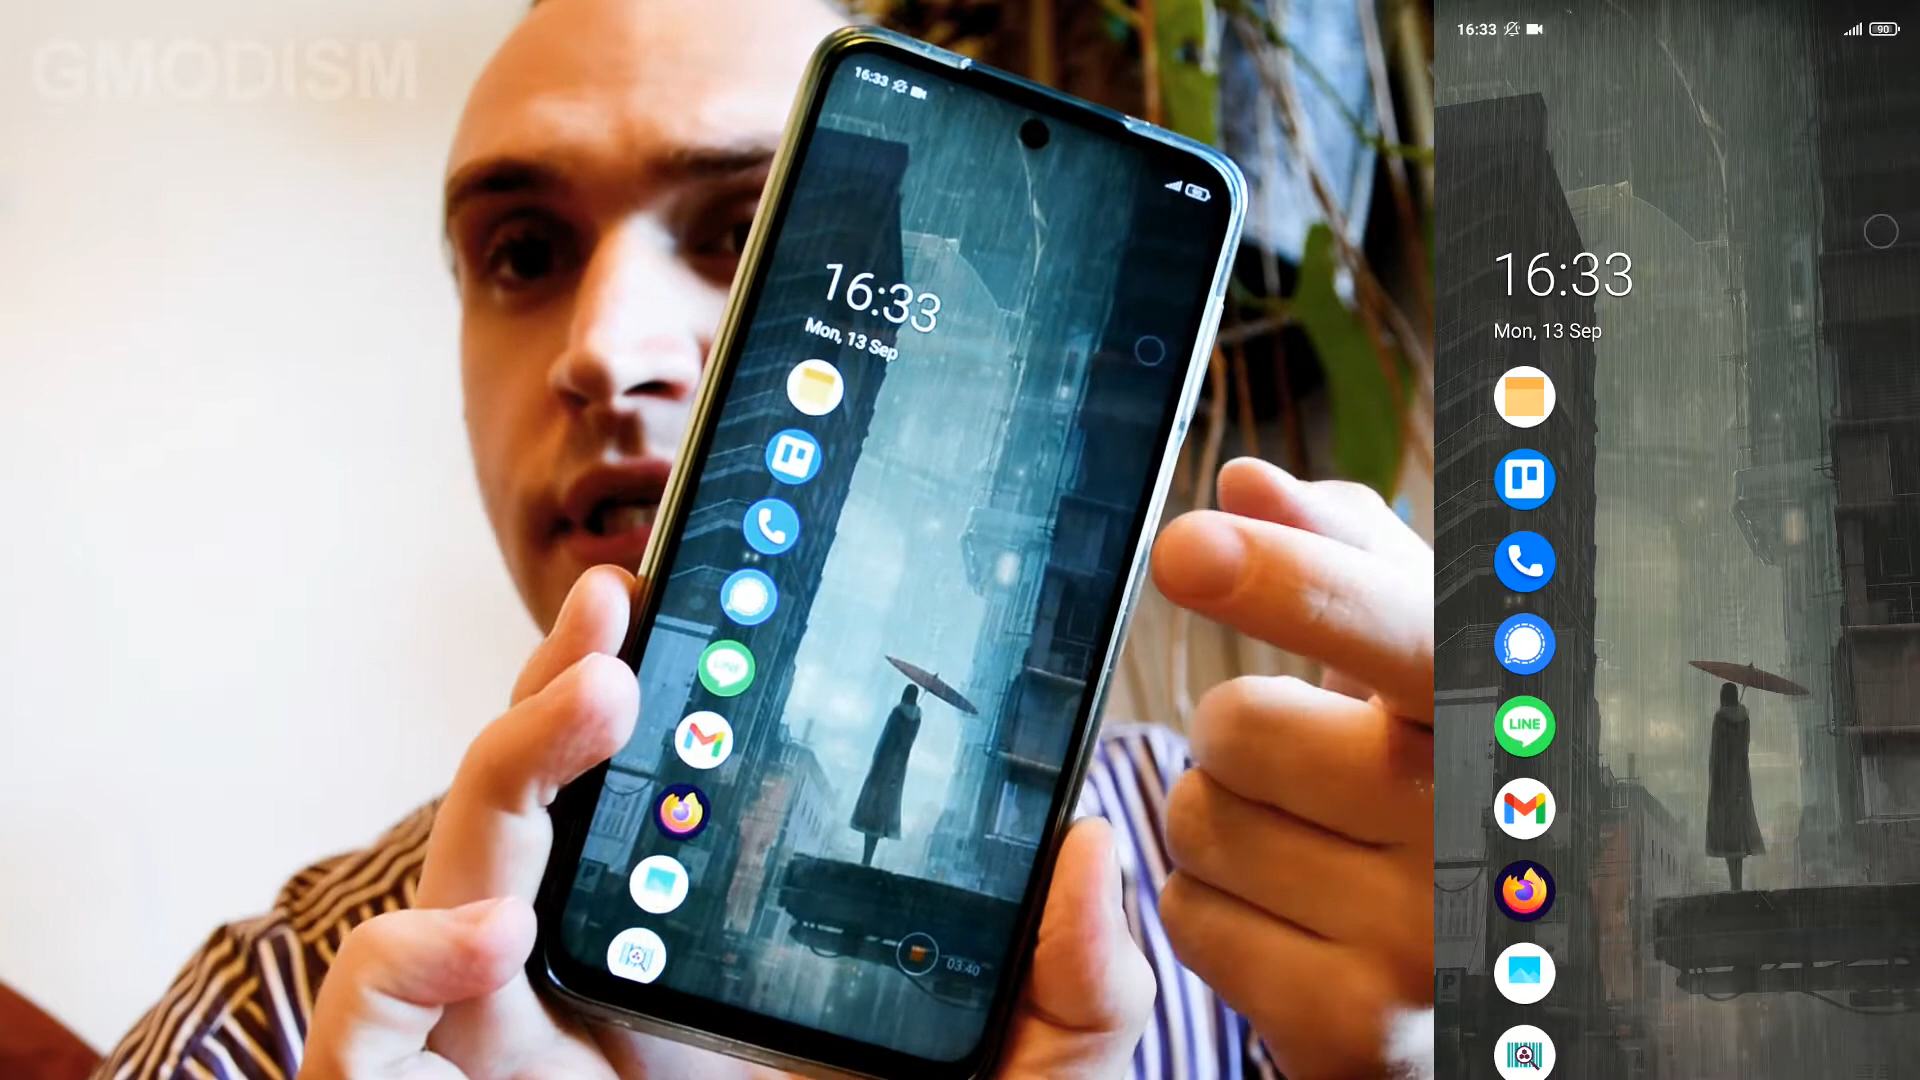 GMODISM
16:33
16:33
Mon, 13 Sep
LINE
03:40
16:33
90
16:33
Mon, 13 Sep
LINE
P